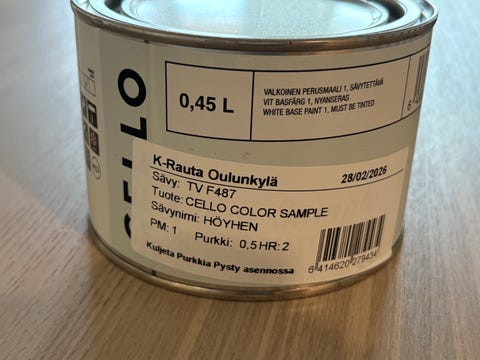 CELLO
0,45 L
VALKOINEN PERUSMAALI 1, SÄVYTETTÄVÄ
VIT BASFÄRG 1, NYANSERAS
WHITE BASE PAINT 1, MUST BE TINTED
K-Rauta Oulunkylä 28/02/2026
Sävy: TV F487
Tuote: CELLO COLOR SAMPLE
Sävynimi: HÖYHEN
PM: 1 Purkki: 0,5 HR: 2
Kuljeta Purkkia Pysty asennossa
6 414620 279434